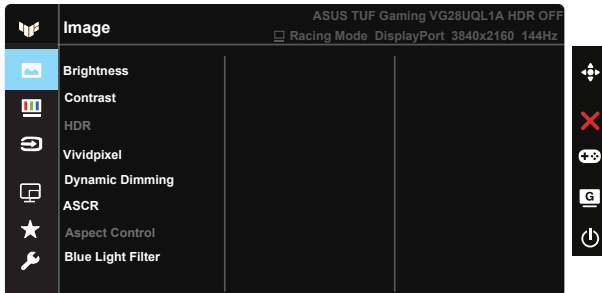 Image
ASUS TUF Gaming VG28UQL1A HDR OFF
Racing Mode DisplayPort 3840x2160 144Hz
Brightness
Contrast
HDR
Vividpixel
Dynamic Dimming
ASCR
Aspect Control
Blue Light Filter
G